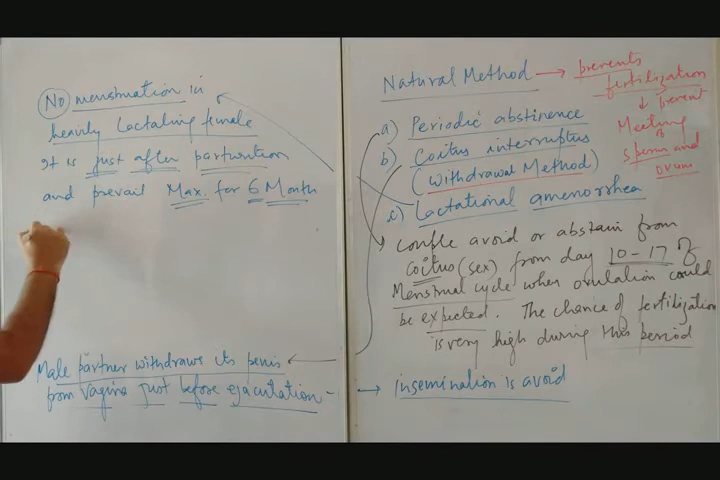 No menstruation in
heavily Lactating female
It is just after parturition
and prevail Max. for 6 Month
Male partner withdraws its penis
from vagina just before ejaculation
Natural Method → prevents
fertilization
↓ prevent
Meeting
of
sperm and
ovum
a) Periodic abstinence
b) Coitus interruptus
(withdrawal Method)
c) Lactational amenorrhea
couple avoid or abstain from
coitus (sex) from day 10-17 of
Menstrual cycle when ovulation could
be expected. The chance of fertilization
is very high during this period
→ insemination is avoid